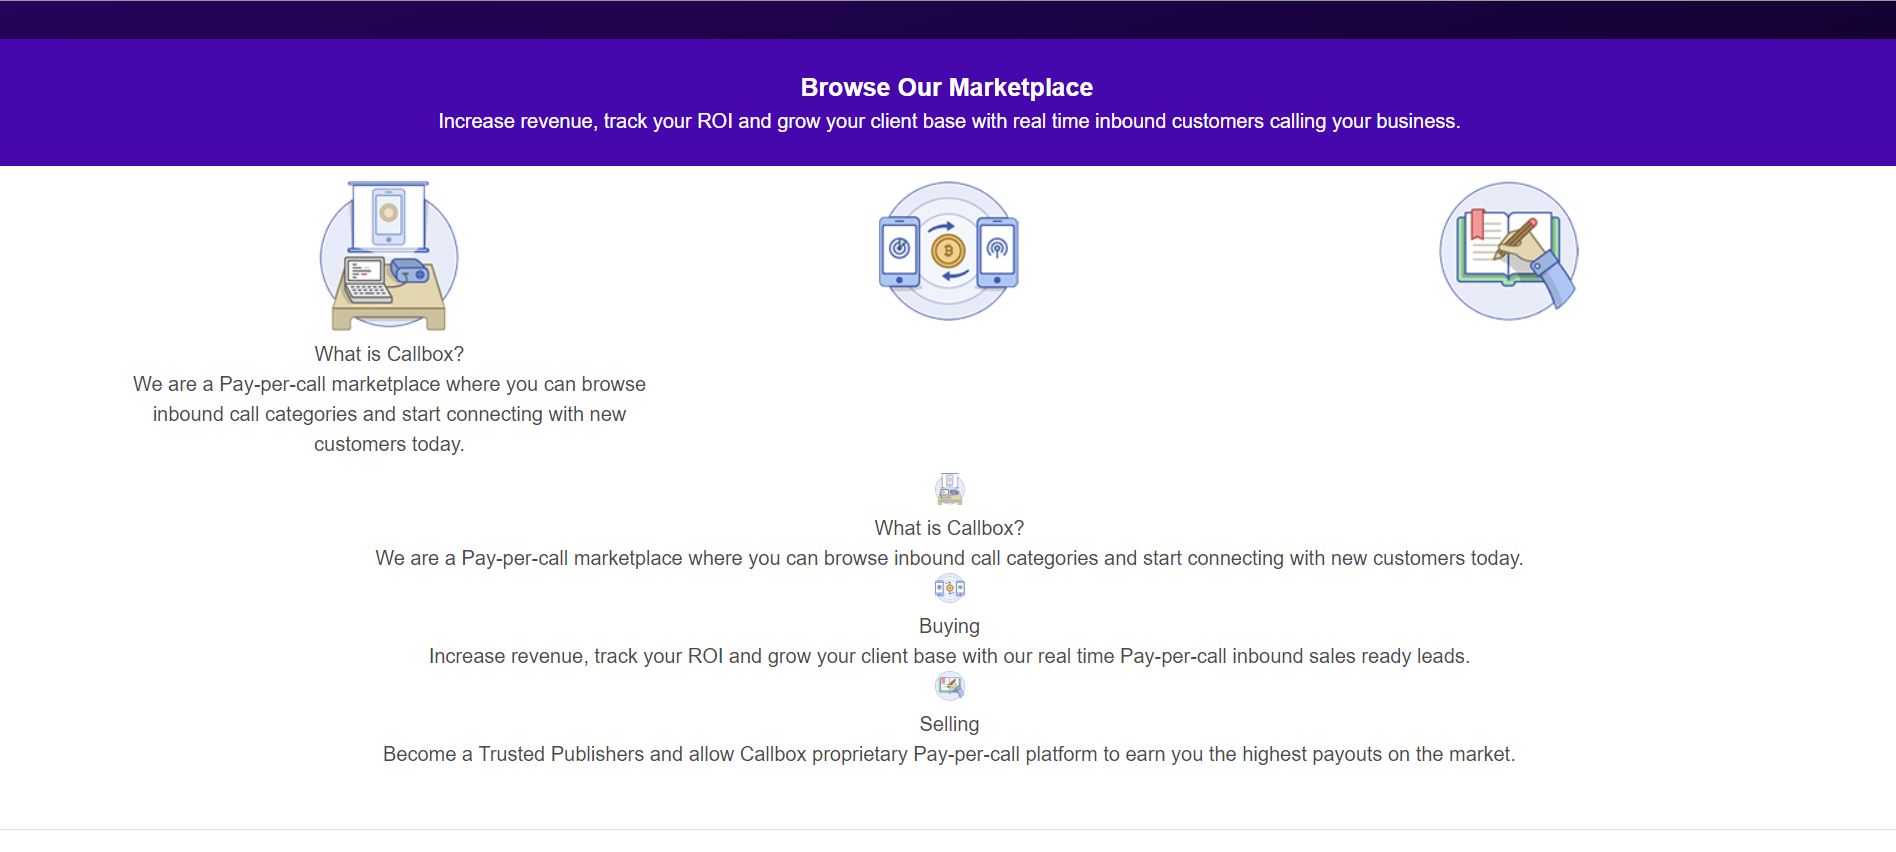 Browse Our Marketplace
Increase revenue, track your ROI and grow your client base with real time inbound customers calling your business.
What is Callbox?
We are a Pay-per-call marketplace where you can browse
inbound call categories and start connecting with new
customers today.
What is Callbox?
We are a Pay-per-call marketplace where you can browse inbound call categories and start connecting with new customers today.
Buying
Increase revenue, track your ROI and grow your client base with our real time Pay-per-call inbound sales ready leads.
Selling
Become a Trusted Publishers and allow Callbox proprietary Pay-per-call platform to earn you the highest payouts on the market.